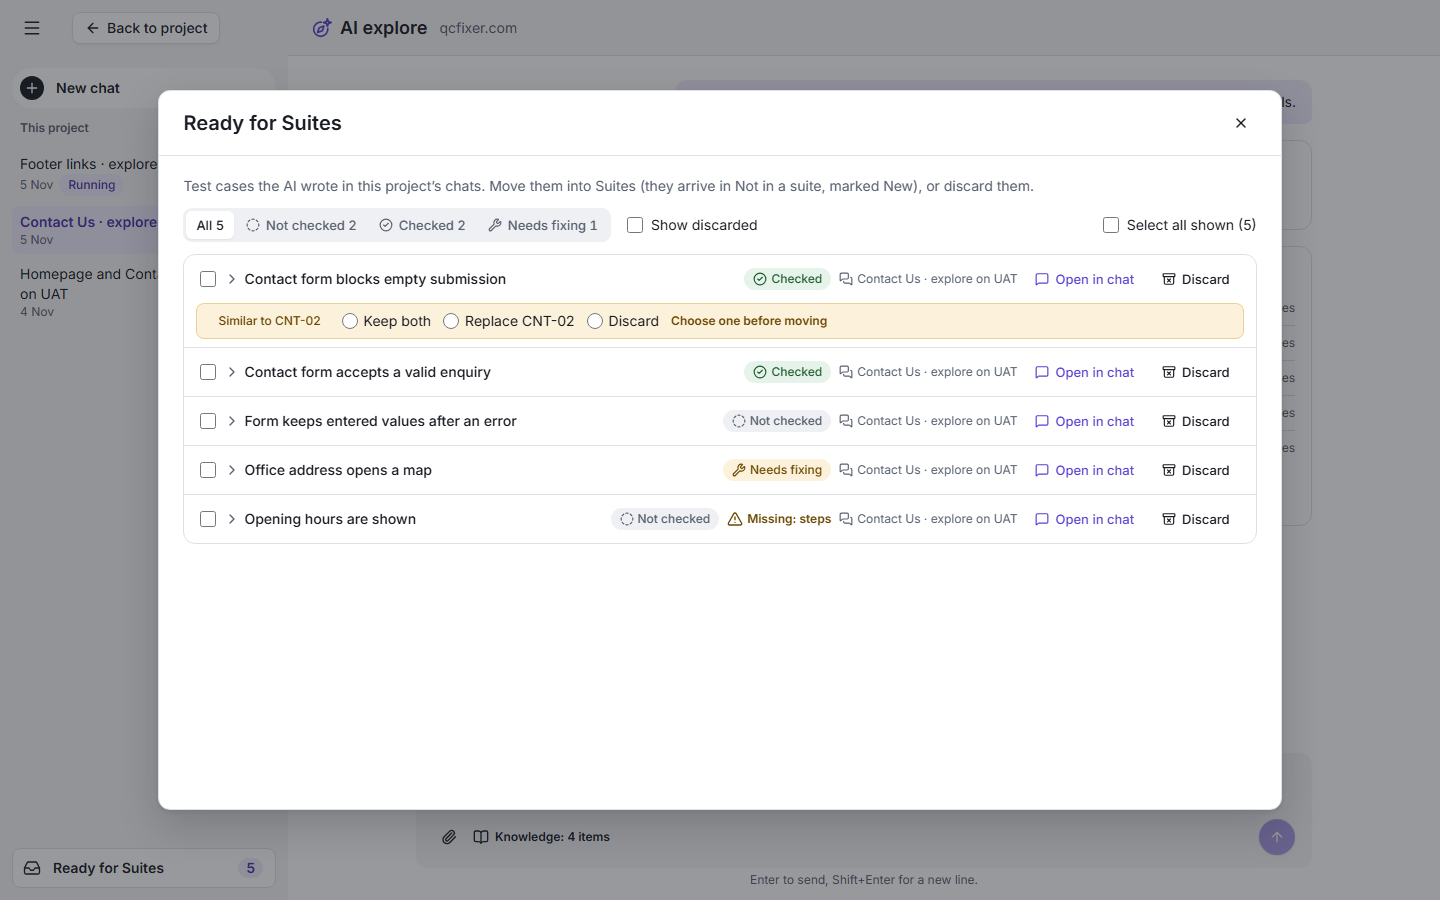 Back to project
AI explore qcfixer.com
New chat
This project
Footer links · explore
5 Nov Running
Contact Us · explore
5 Nov
Homepage and Cont
on UAT
4 Nov
ls.
Ready for Suites
Test cases the AI wrote in this project's chats. Move them into Suites (they arrive in Not in a suite, marked New), or discard them.
All 5 Not checked 2 Checked 2 Needs fixing 1 Show discarded Select all shown (5)
Contact form blocks empty submission Checked Contact Us · explore on UAT Open in chat Discard
Similar to CNT-02 Keep both Replace CNT-02 Discard Choose one before moving
Contact form accepts a valid enquiry Checked Contact Us · explore on UAT Open in chat Discard
Form keeps entered values after an error Not checked Contact Us · explore on UAT Open in chat Discard
Office address opens a map Needs fixing Contact Us · explore on UAT Open in chat Discard
Opening hours are shown Not checked Missing: steps Contact Us · explore on UAT Open in chat Discard
es
es
es
es
es
Knowledge: 4 items
Ready for Suites 5
Enter to send, Shift+Enter for a new line.